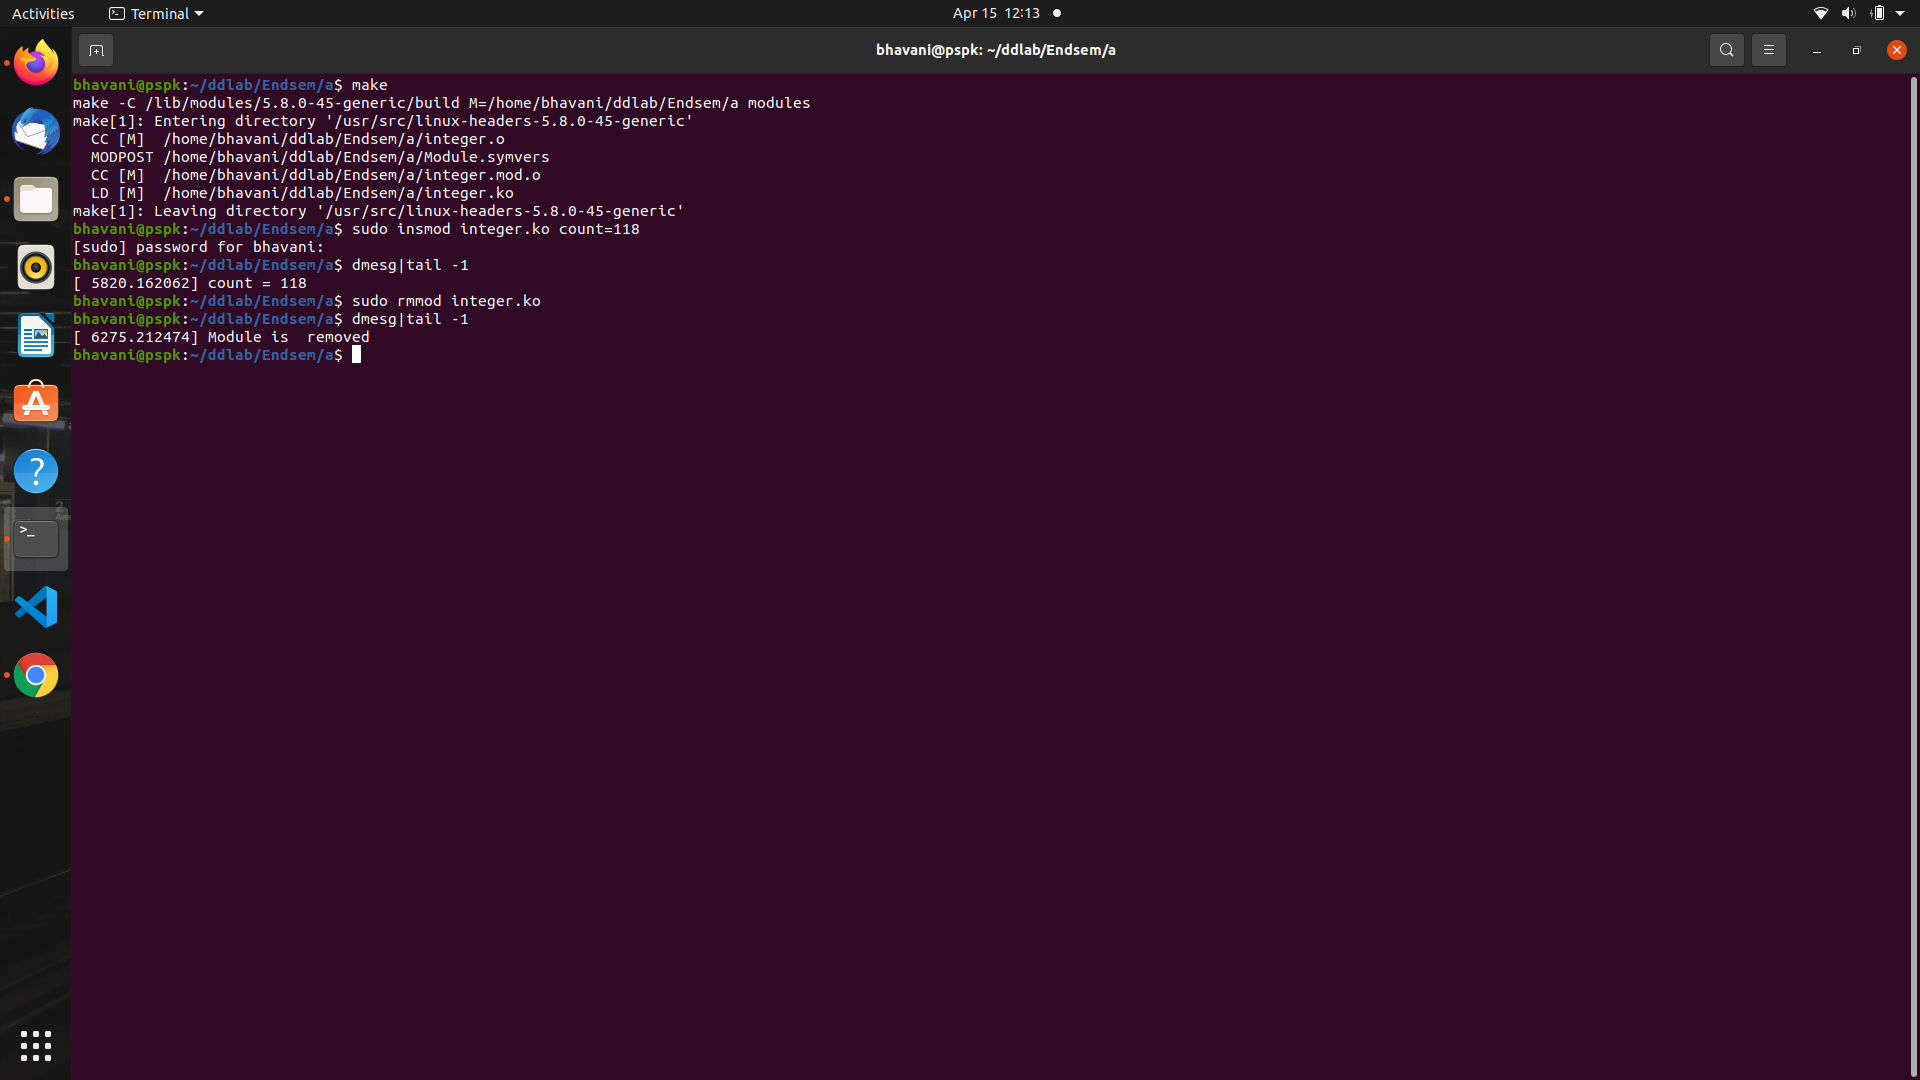 Activities
Terminal
Apr 15 12:13
bhavani@pspk: ~/ddlab/Endsem/a
bhavani@pspk:~/ddlab/Endsem/a$ make
make -C /lib/modules/5.8.0-45-generic/build M=/home/bhavani/ddlab/Endsem/a modules
make[1]: Entering directory '/usr/src/linux-headers-5.8.0-45-generic'
  CC [M]  /home/bhavani/ddlab/Endsem/a/integer.o
  MODPOST /home/bhavani/ddlab/Endsem/a/Module.symvers
  CC [M]  /home/bhavani/ddlab/Endsem/a/integer.mod.o
  LD [M]  /home/bhavani/ddlab/Endsem/a/integer.ko
make[1]: Leaving directory '/usr/src/linux-headers-5.8.0-45-generic'
bhavani@pspk:~/ddlab/Endsem/a$ sudo insmod integer.ko count=118
[sudo] password for bhavani:
bhavani@pspk:~/ddlab/Endsem/a$ dmesg|tail -1
[ 5820.162062] count = 118
bhavani@pspk:~/ddlab/Endsem/a$ sudo rmmod integer.ko
bhavani@pspk:~/ddlab/Endsem/a$ dmesg|tail -1
[ 6275.212474] Module is  removed
bhavani@pspk:~/ddlab/Endsem/a$